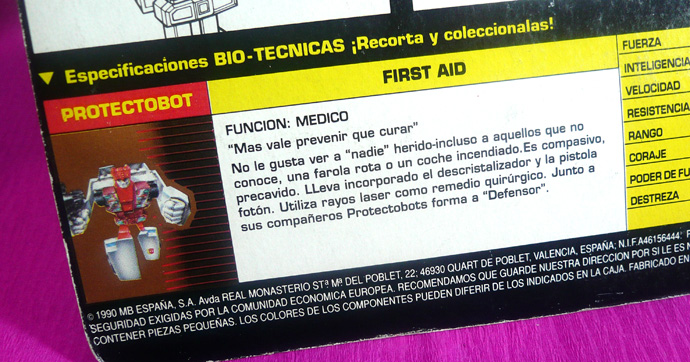 ▼ Especificaciones BIO-TECNICAS ¡Recorta y coleccionalas!
PROTECTOBOT
FIRST AID
FUNCION: MEDICO
"Mas vale prevenir que curar"
No le gusta ver a "nadie" herido-incluso a aquellos que no
conoce, una farola rota o un coche incendiado.Es compasivo,
precavido. LLeva incorporado el descristalizador y la pistola
fotón. Utiliza rayos laser como remedio quirúrgico. Junto a
sus compañeros Protectobots forma a "Defensor".
FUERZA
INTELIGENCIA
VELOCIDAD
RESISTENCIA
RANGO
CORAJE
PODER DE FU
DESTREZA
© 1990 MB ESPAÑA, S.A. Avda REAL MONASTERIO STª Mª DEL POBLET, 22; 46930 QUART DE POBLET, VALENCIA, ESPAÑA; N.I.F.A46156444:
SEGURIDAD EXIGIDAS POR LA COMUNIDAD ECONOMICA EUROPEA. RECOMENDAMOS QUE GUARDE NUESTRA DIRECCION POR SI LE ES
CONTENER PIEZAS PEQUEÑAS. LOS COLORES DE LOS COMPONENTES PUEDEN DIFERIR DE LOS INDICADOS EN LA CAJA. FABRICADO EN